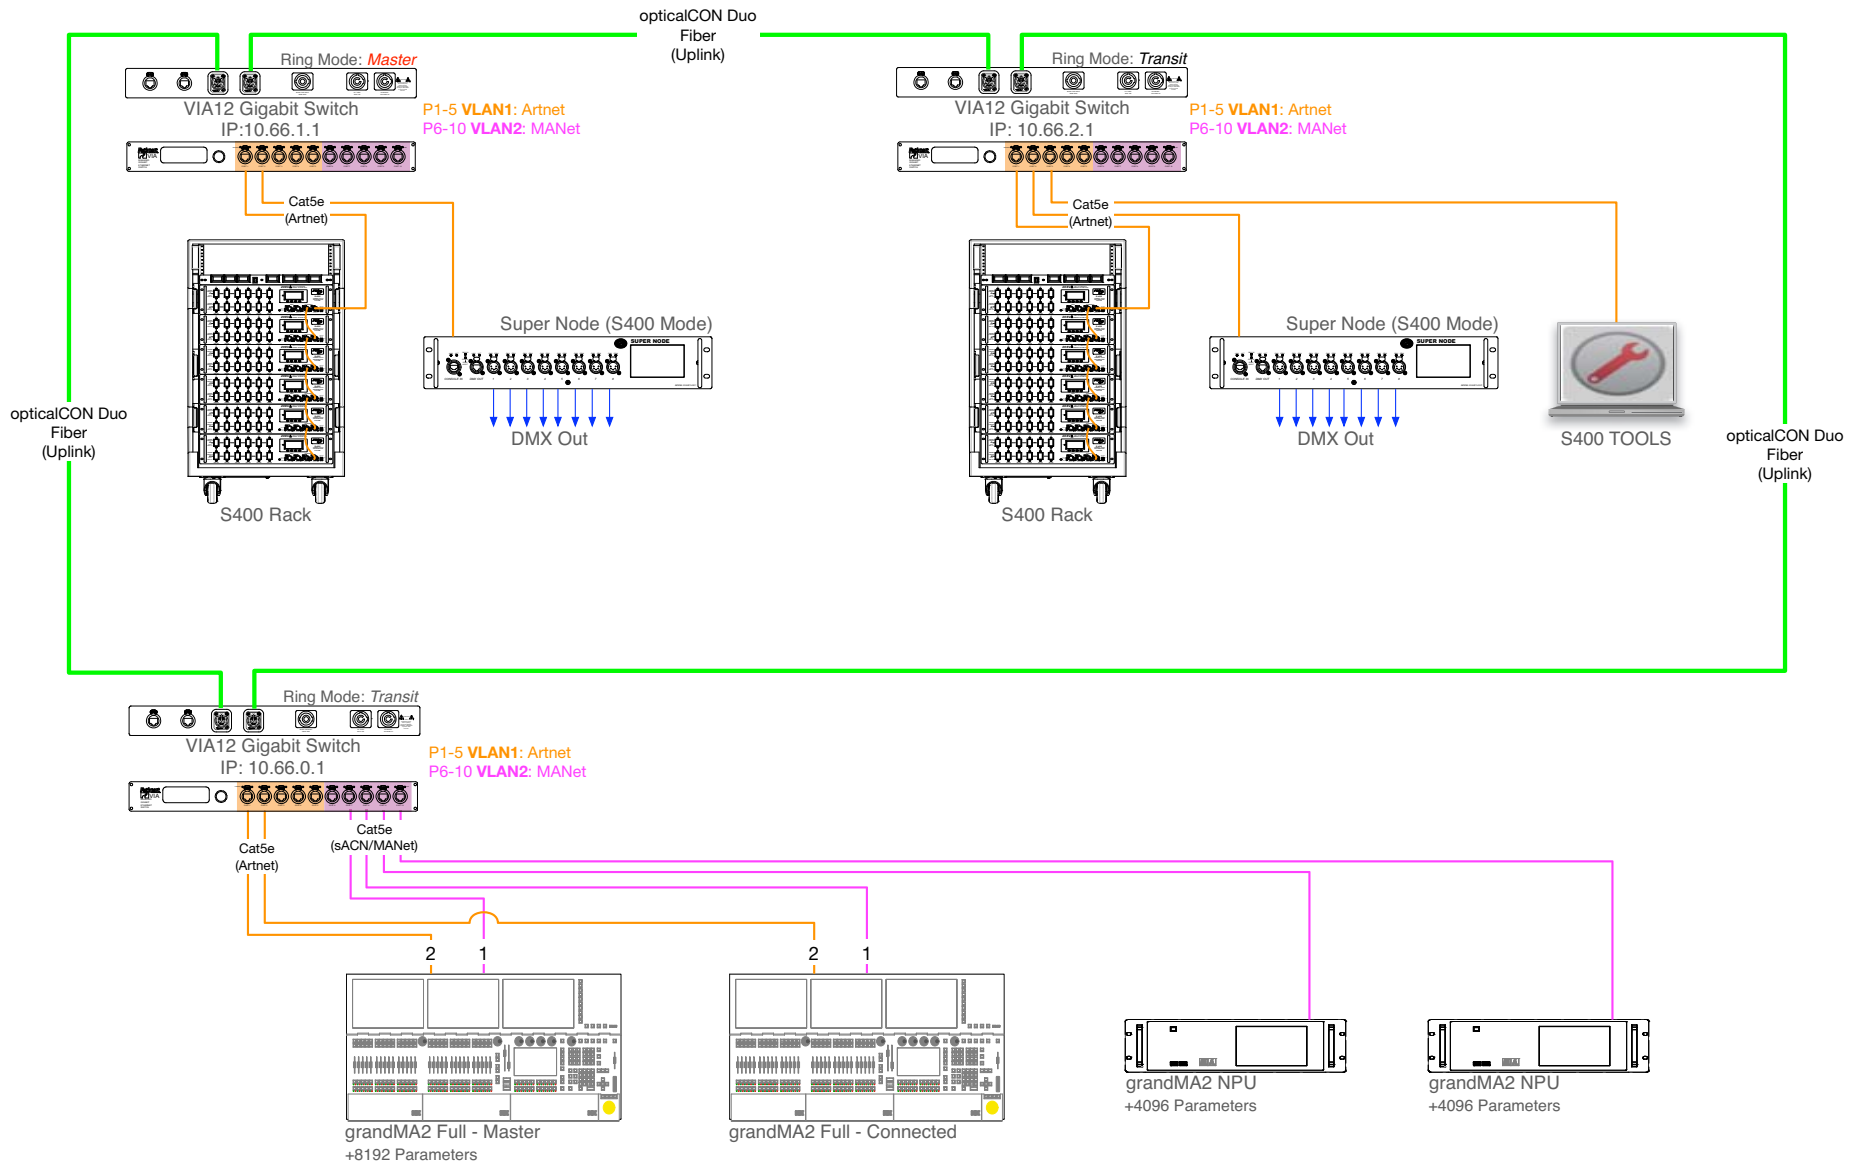 opticalCON Duo
Fiber
(Uplink)
Ring Mode: Master
VIA12 Gigabit Switch
IP:10.66.1.1
P1-5 VLAN1: Artnet
P6-10 VLAN2: MANet
Ring Mode: Transit
VIA12 Gigabit Switch
IP: 10.66.2.1
P1-5 VLAN1: Artnet
P6-10 VLAN2: MANet
Cat5e
(Artnet)
Cat5e
(Artnet)
Super Node (S400 Mode)
SUPER NODE
DMX Out
S400 Rack
Super Node (S400 Mode)
SUPER NODE
DMX Out
S400 Rack
S400 TOOLS
opticalCON Duo
Fiber
(Uplink)
opticalCON Duo
Fiber
(Uplink)
Ring Mode: Transit
VIA12 Gigabit Switch
IP: 10.66.0.1
P1-5 VLAN1: Artnet
P6-10 VLAN2: MANet
Cat5e
(Artnet)
Cat5e
(sACN/MANet)
2
1
2
1
grandMA2 Full - Master
+8192 Parameters
grandMA2 Full - Connected
grandMA2 NPU
+4096 Parameters
grandMA2 NPU
+4096 Parameters